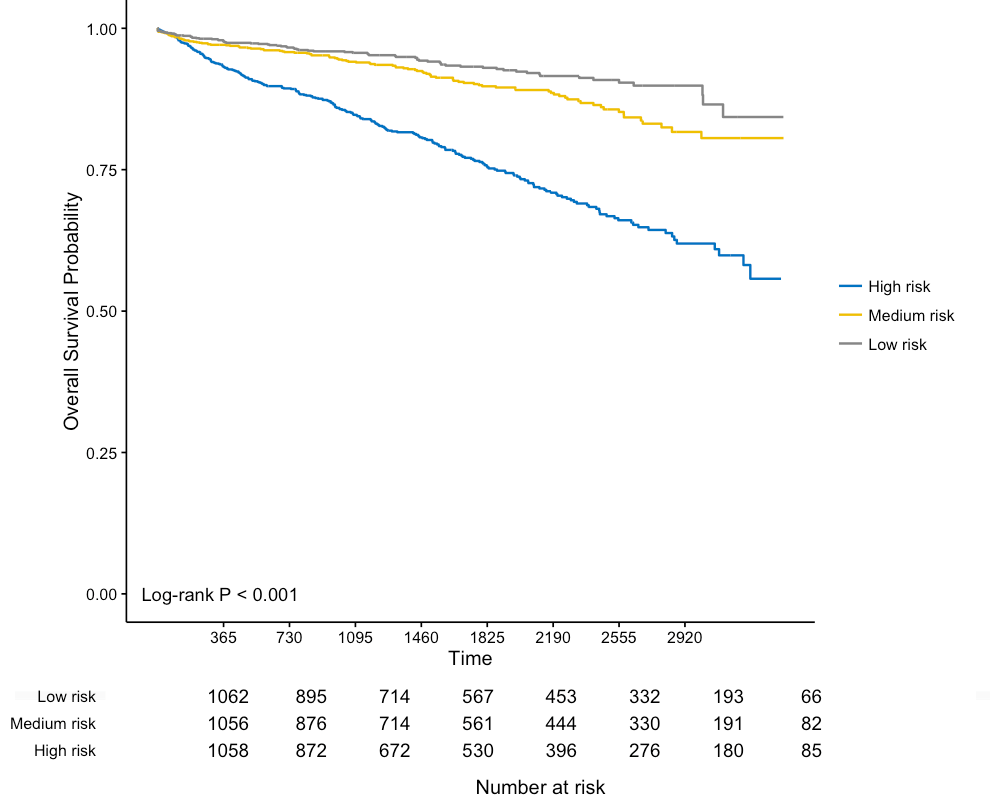 1.00
0.75
0.50
0.25
0.00
Overall Survival Probability
Log-rank P < 0.001
High risk
Medium risk
Low risk
365 730 1095 1460 1825 2190 2555 2920
Time
Low risk 1062 895 714 567 453 332 193 66
Medium risk 1056 876 714 561 444 330 191 82
High risk 1058 872 672 530 396 276 180 85
Number at risk